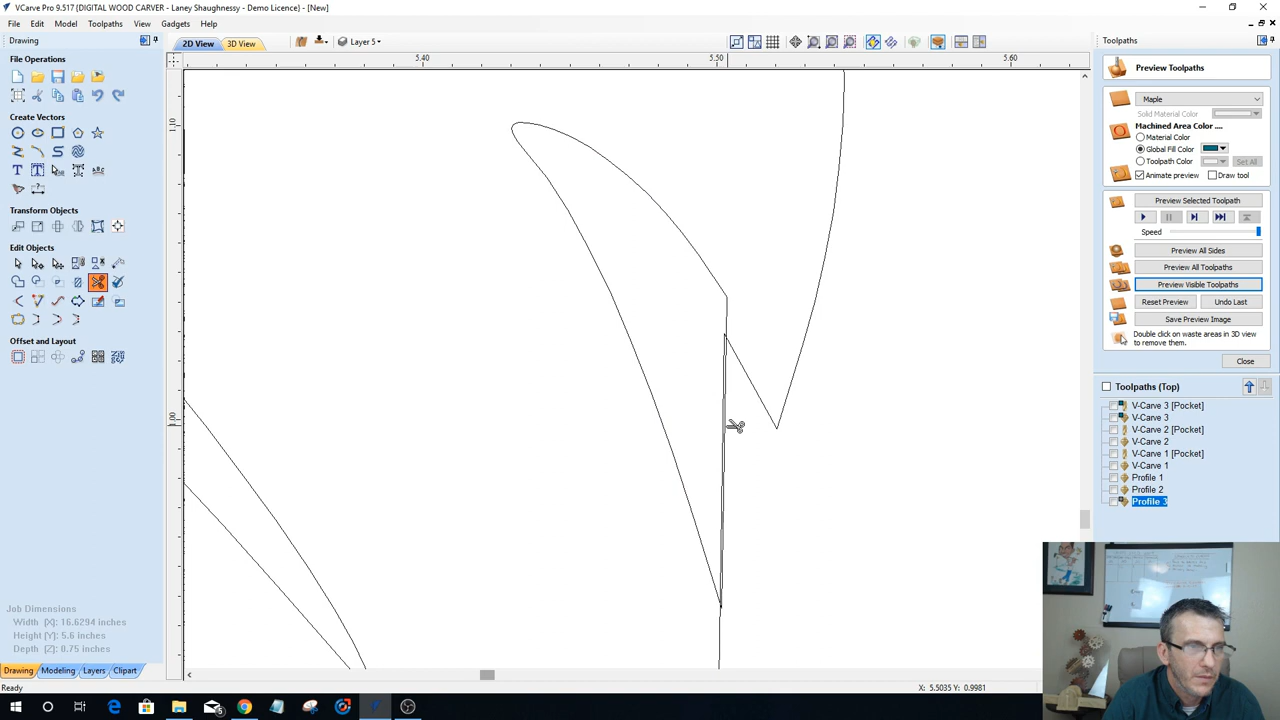 VCarve Pro 9.517 {DIGITAL WOOD CARVER - Laney Shaughnessy - Demo Licence} - [New]
File Edit Model Toolpaths View Gadgets Help
Drawing
2D View 3D View
Layer 5
Toolpaths
File Operations
Create Vectors
Transform Objects
Edit Objects
Offset and Layout
Job Dimensions
Width (X): 16.6294 inches
Height (Y): 5.6 inches
Depth (Z): 0.75 inches
Drawing Modeling Layers Clipart
Ready
5.40 5.50 5.60
1.10
1.00
X: 5.5035 Y: 0.9981
Preview Toolpaths
Maple
Solid Material Color
Machined Area Color ....
Material Color
Global Fill Color
Toolpath Color
Set All
Animate preview Draw tool
Preview Selected Toolpath
Speed
Preview All Sides
Preview All Toolpaths
Preview Visible Toolpaths
Reset Preview Undo Last
Save Preview Image
Double click on waste areas in 3D view
to remove them.
Close
Toolpaths (Top)
V-Carve 3 [Pocket]
V-Carve 3
V-Carve 2 [Pocket]
V-Carve 2
V-Carve 1 [Pocket]
V-Carve 1
Profile 1
Profile 2
Profile 3